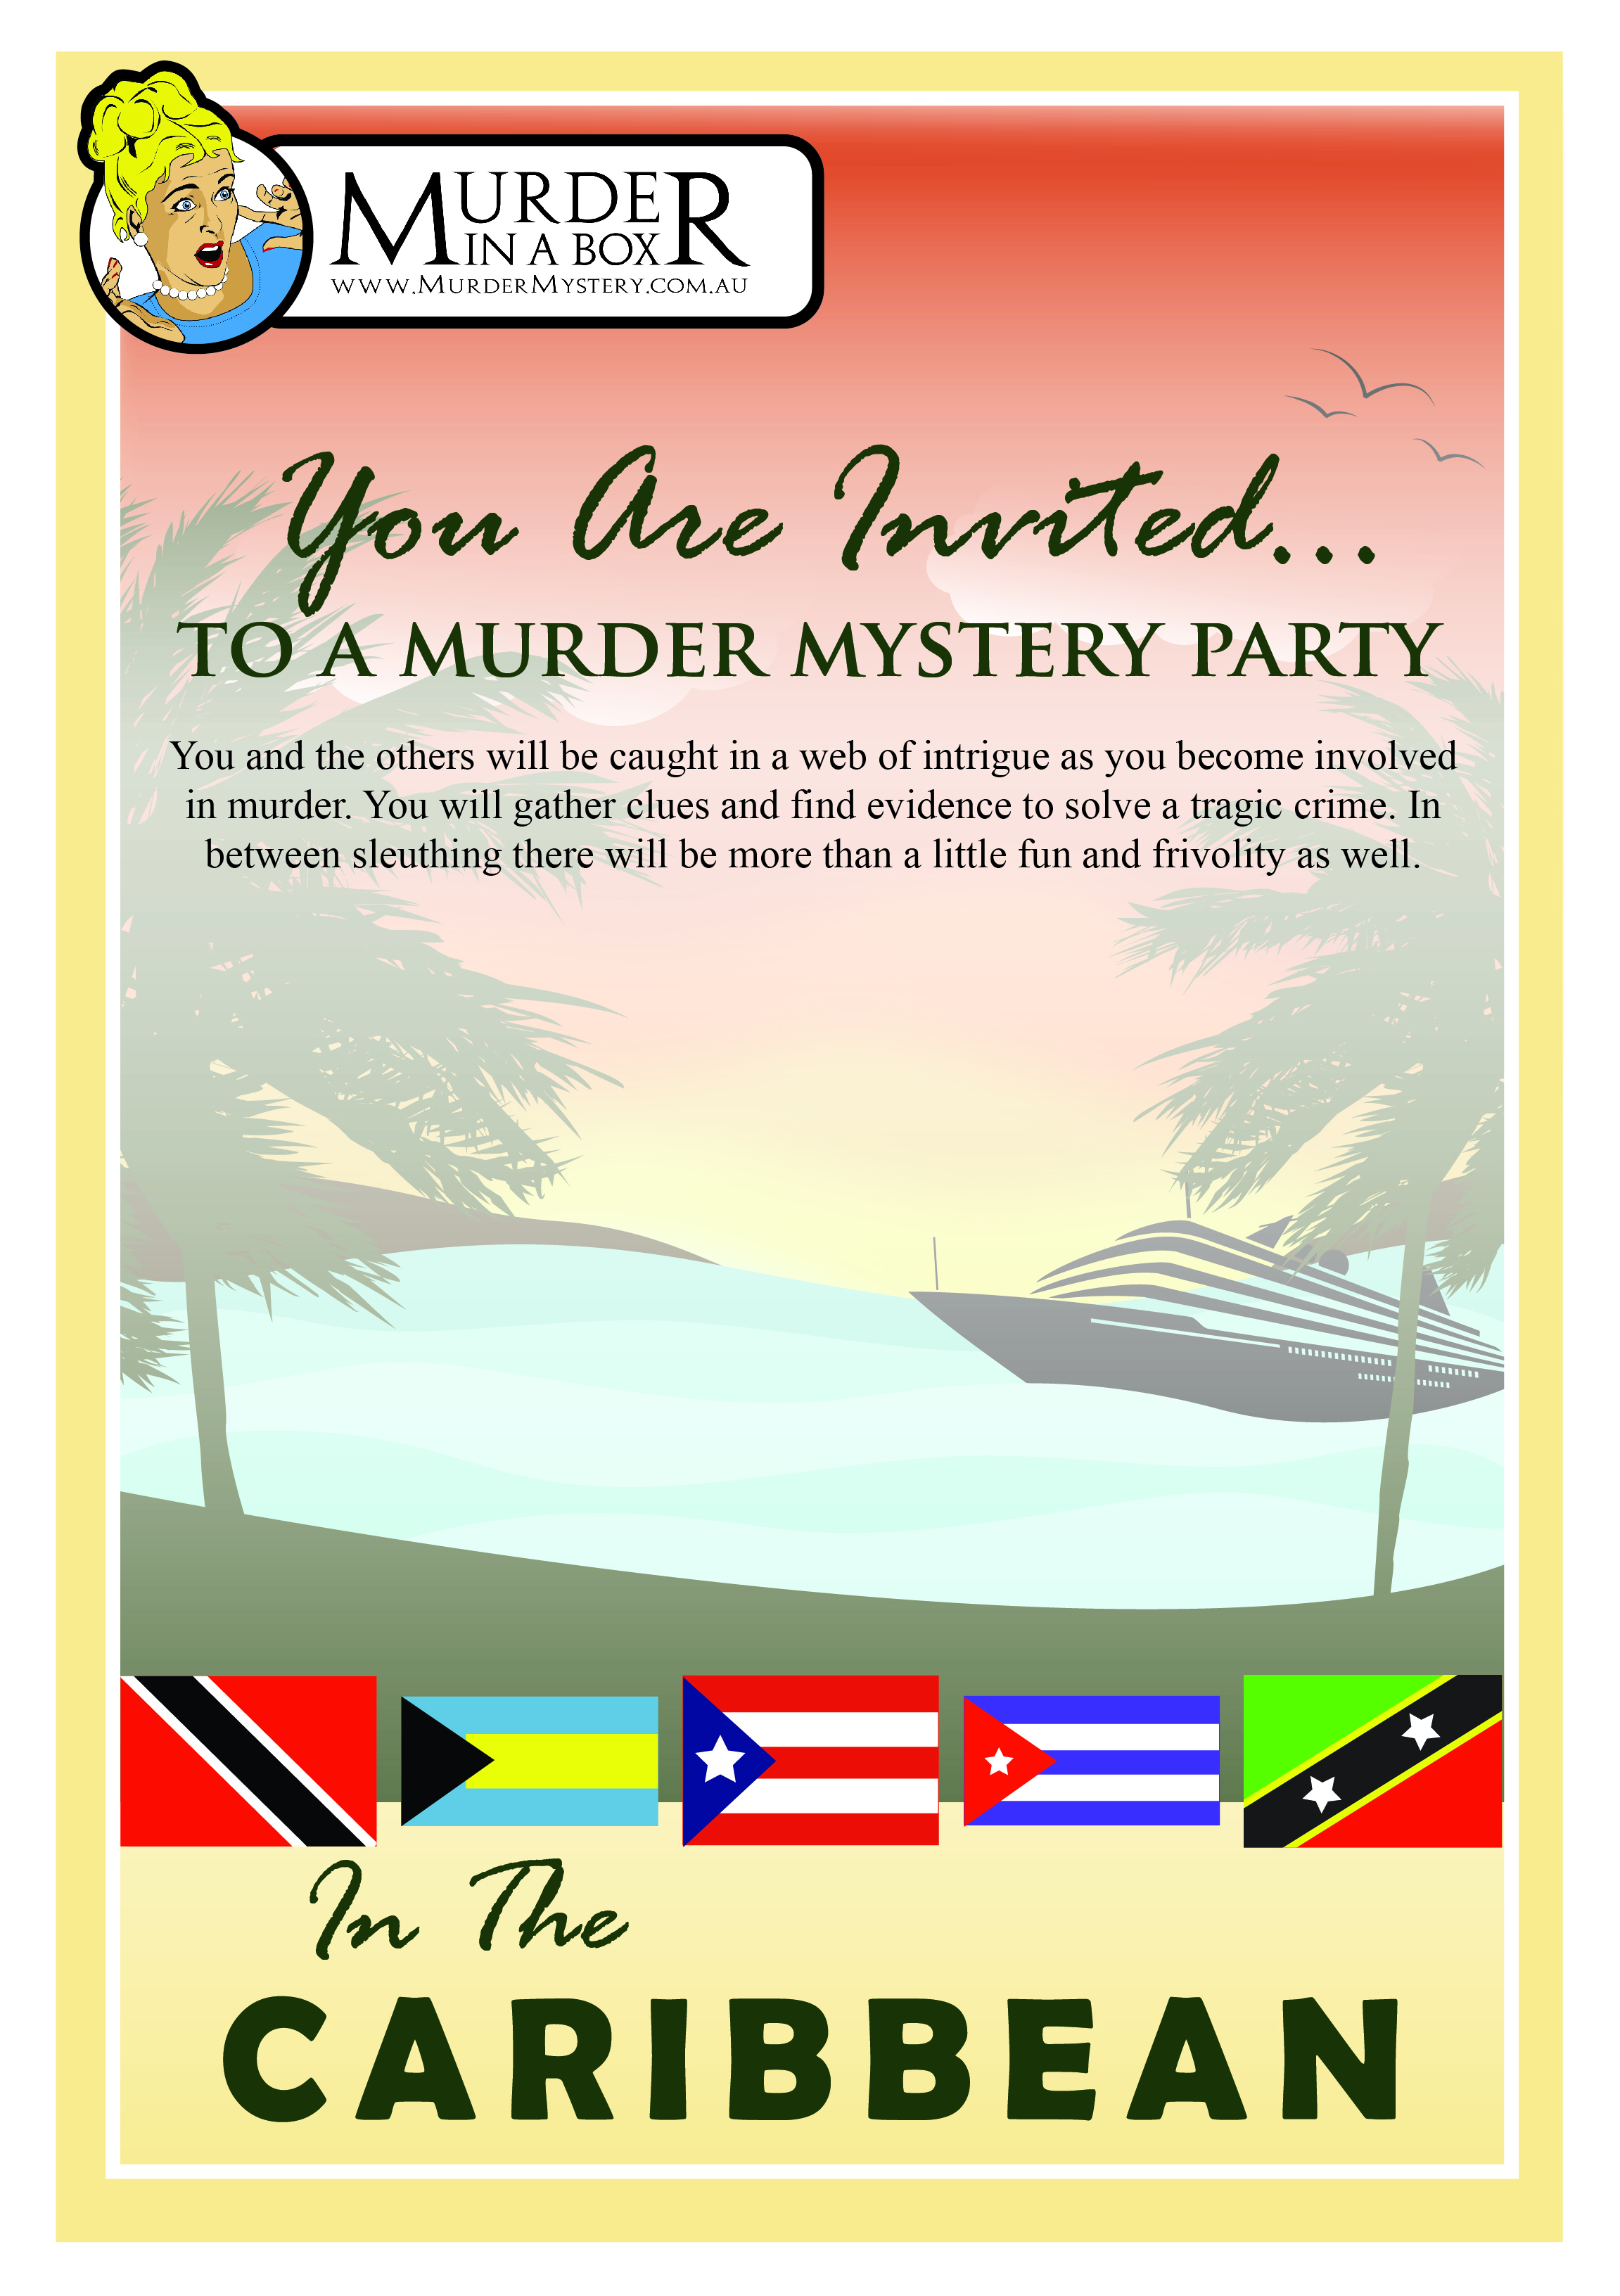 MURDER
IN A BOX
WWW.MURDERMYSTERY.COM.AU
You Are Invited...
TO A MURDER MYSTERY PARTY
You and the others will be caught in a web of intrigue as you become involved
in murder. You will gather clues and find evidence to solve a tragic crime. In
between sleuthing there will be more than a little fun and frivolity as well.
In The
CARIBBEAN